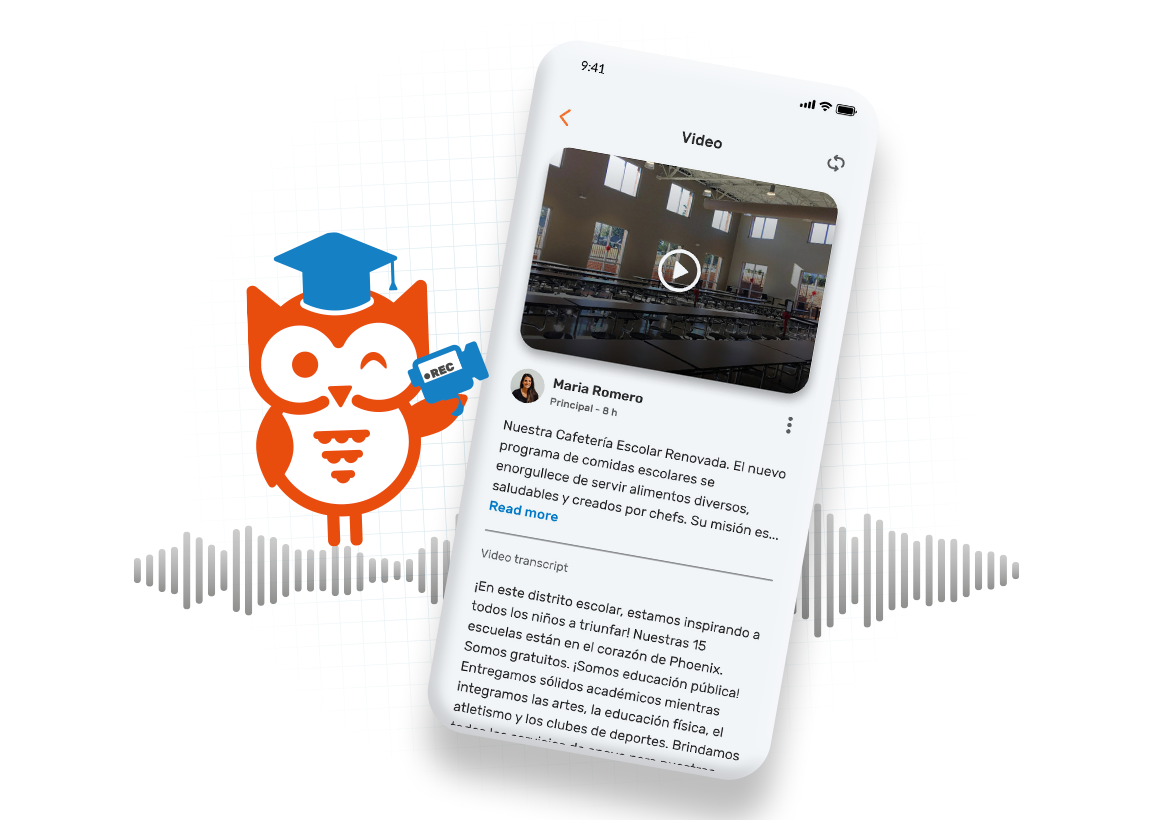 9:41
Video
•REC
Maria Romero
Principal - 8 h
Nuestra Cafetería Escolar Renovada. El nuevo
programa de comidas escolares se
enorgullece de servir alimentos diversos,
saludables y creados por chefs. Su misión es...
Read more
Video transcript
¡En este distrito escolar, estamos inspirando a
todos los niños a triunfar! Nuestras 15
escuelas están en el corazón de Phoenix.
Somos gratuitos. ¡Somos educación pública!
Entregamos sólidos académicos mientras
integramos las artes, la educación física, el
atletismo y los clubes de deportes. Brindamos